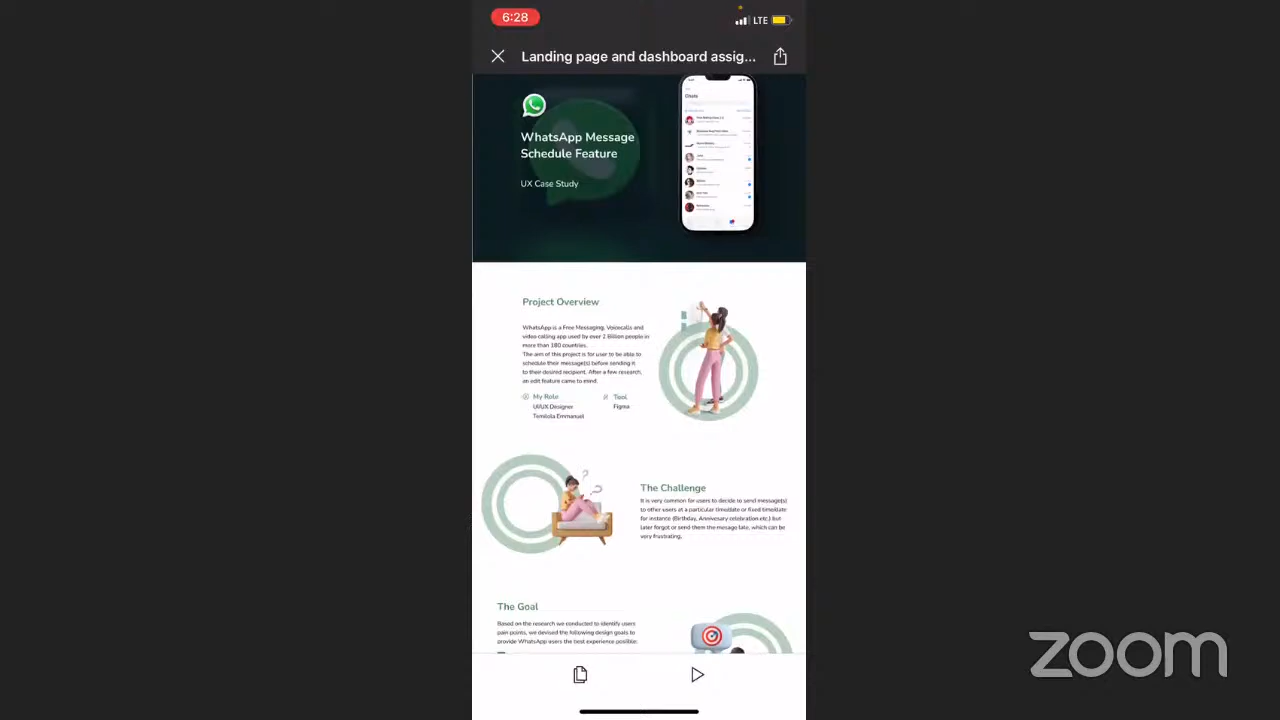 6:28
LTE
Landing page and dashboard assig...
WhatsApp Message
Schedule Feature
UX Case Study
Chats
Project Overview
WhatsApp is a Free Messaging, Voicecalls and
video calling app used by over 2 Billion people in
more than 180 countries.
The aim of this project is for user to be able to
schedule their message(s) before sending it
to their desired recipient. After a few research,
an edit feature came to mind.
My Role
Tool
UI/UX Designer
Figma
Temilola Emmanuel
The Challenge
It is very common for users to decide to send message(s)
to other users at a particular time/date or fixed time/date
for instance (Birthday, Annivesary celebration etc.) but
later forgot or send them the message late, which can be
very frustrating.
The Goal
Based on the research we conducted to identify users
pain points, we devised the following design goals to
provide WhatsApp users the best experience possible:
zoom